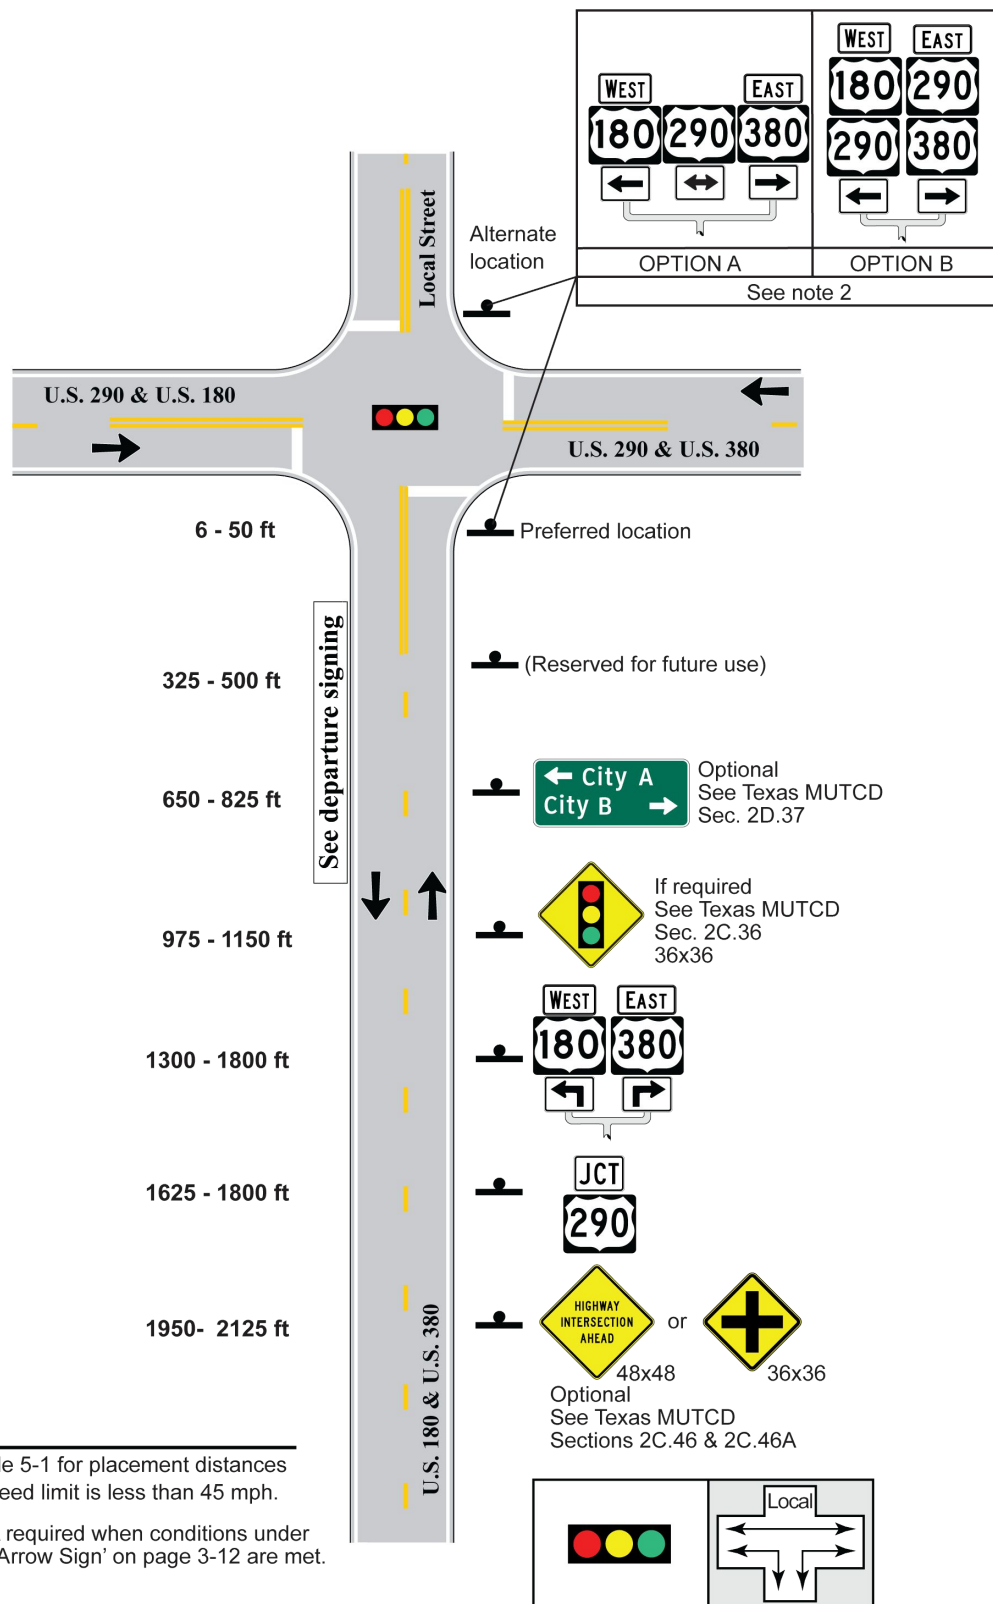 WEST EAST
180 290 380
OPTION A
WEST EAST
180 290
290 380
OPTION B
See note 2
Local Street
Alternate
location
U.S. 290 & U.S. 180
U.S. 290 & U.S. 380
6 - 50 ft
Preferred location
See departure signing
325 - 500 ft
(Reserved for future use)
650 - 825 ft
City A
City B
Optional
See Texas MUTCD
Sec. 2D.37
975 - 1150 ft
If required
See Texas MUTCD
Sec. 2C.36
36x36
1300 - 1800 ft
WEST EAST
180 380
1625 - 1800 ft
JCT
290
1950- 2125 ft
HIGHWAY
INTERSECTION
AHEAD
or
48x48
36x36
Optional
See Texas MUTCD
Sections 2C.46 & 2C.46A
U.S. 180 & U.S. 380
5-1 for placement distances
limit is less than 45 mph.
required when conditions under
Arrow Sign' on page 3-12 are met.
Local